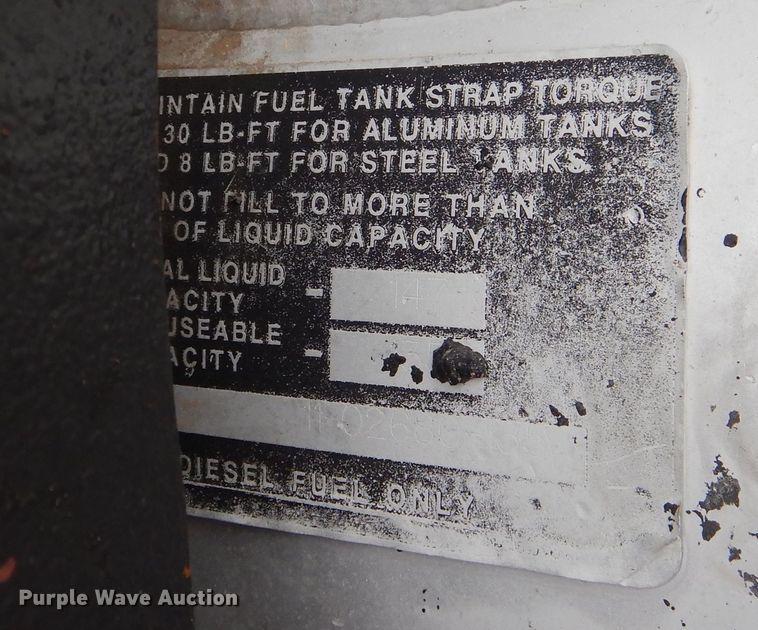 INTAIN FUEL TANK STRAP TORQUE
30 LB-FT FOR ALUMINUM TANKS
D 8 LB-FT FOR STEEL TANKS
NOT FILL TO MORE THAN
OF LIQUID CAPACITY
AL LIQUID
ACITY -
USEABLE
ACITY -
DIESEL FUEL ONLY
Purple Wave Auction